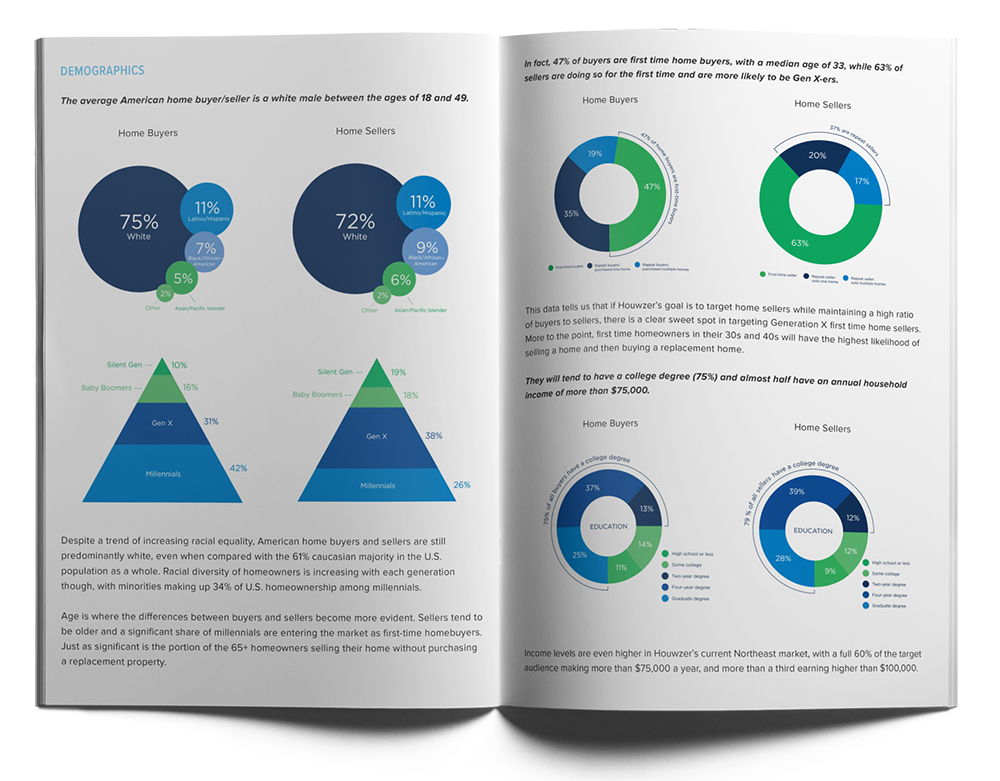 DEMOGRAPHICS
The average American home buyer/seller is a white male between the ages of 18 and 49.
Home Buyers
75%
White
11%
Latino/Hispanic
7%
Black/African-
American
5%
2%
Other
Asian/Pacific Islander
Home Sellers
72%
White
11%
Latino/Hispanic
9%
Black/African-
American
6%
2%
Other
Asian/Pacific Islander
Silent Gen
10%
Baby Boomers
16%
Gen X
31%
Millennials
42%
Silent Gen
19%
Baby Boomers
18%
Gen X
38%
Millennials
26%
Despite a trend of increasing racial equality, American home buyers and sellers are still
predominantly white, even when compared with the 61% caucasian majority in the U.S.
population as a whole. Racial diversity of homeowners is increasing with each generation
though, with minorities making up 34% of U.S. homeownership among millennials.
Age is where the differences between buyers and sellers become more evident. Sellers tend to
be older and a significant share of millennials are entering the market as first-time homebuyers.
Just as significant is the portion of the 65+ homeowners selling their home without purchasing
a replacement property.
In fact, 47% of buyers are first time home buyers, with a median age of 33, while 63% of
sellers are doing so for the first time and are more likely to be Gen X-ers.
Home Buyers
47% of home buyers are first-time buyers
19%
47%
35%
First-time buyers
Repeat buyers:
purchased one home
Repeat buyers:
purchased multiple homes
Home Sellers
37% are repeat sellers
20%
17%
63%
First-time seller
Repeat seller:
sold one home
Repeat seller:
sold multiple homes
This data tells us that if Houwzer's goal is to target home sellers while maintaining a high ratio
of buyers to sellers, there is a clear sweet spot in targeting Generation X first time home sellers.
More to the point, first time homeowners in their 30s and 40s will have the highest likelihood of
selling a home and then buying a replacement home.
They will tend to have a college degree (75%) and almost half have an annual household
income of more than $75,000.
Home Buyers
75% of all buyers have a college degree
37%
13%
EDUCATION
14%
25%
11%
High school or less
Some college
Two-year degree
Four-year degree
Graduate degree
Home Sellers
79 % of all sellers have a college degree
39%
12%
EDUCATION
12%
28%
9%
High school or less
Some college
Two-year degree
Four-year degree
Graduate degree
Income levels are even higher in Houwzer's current Northeast market, with a full 60% of the target
audience making more than $75,000 a year, and more than a third earning higher than $100,000.